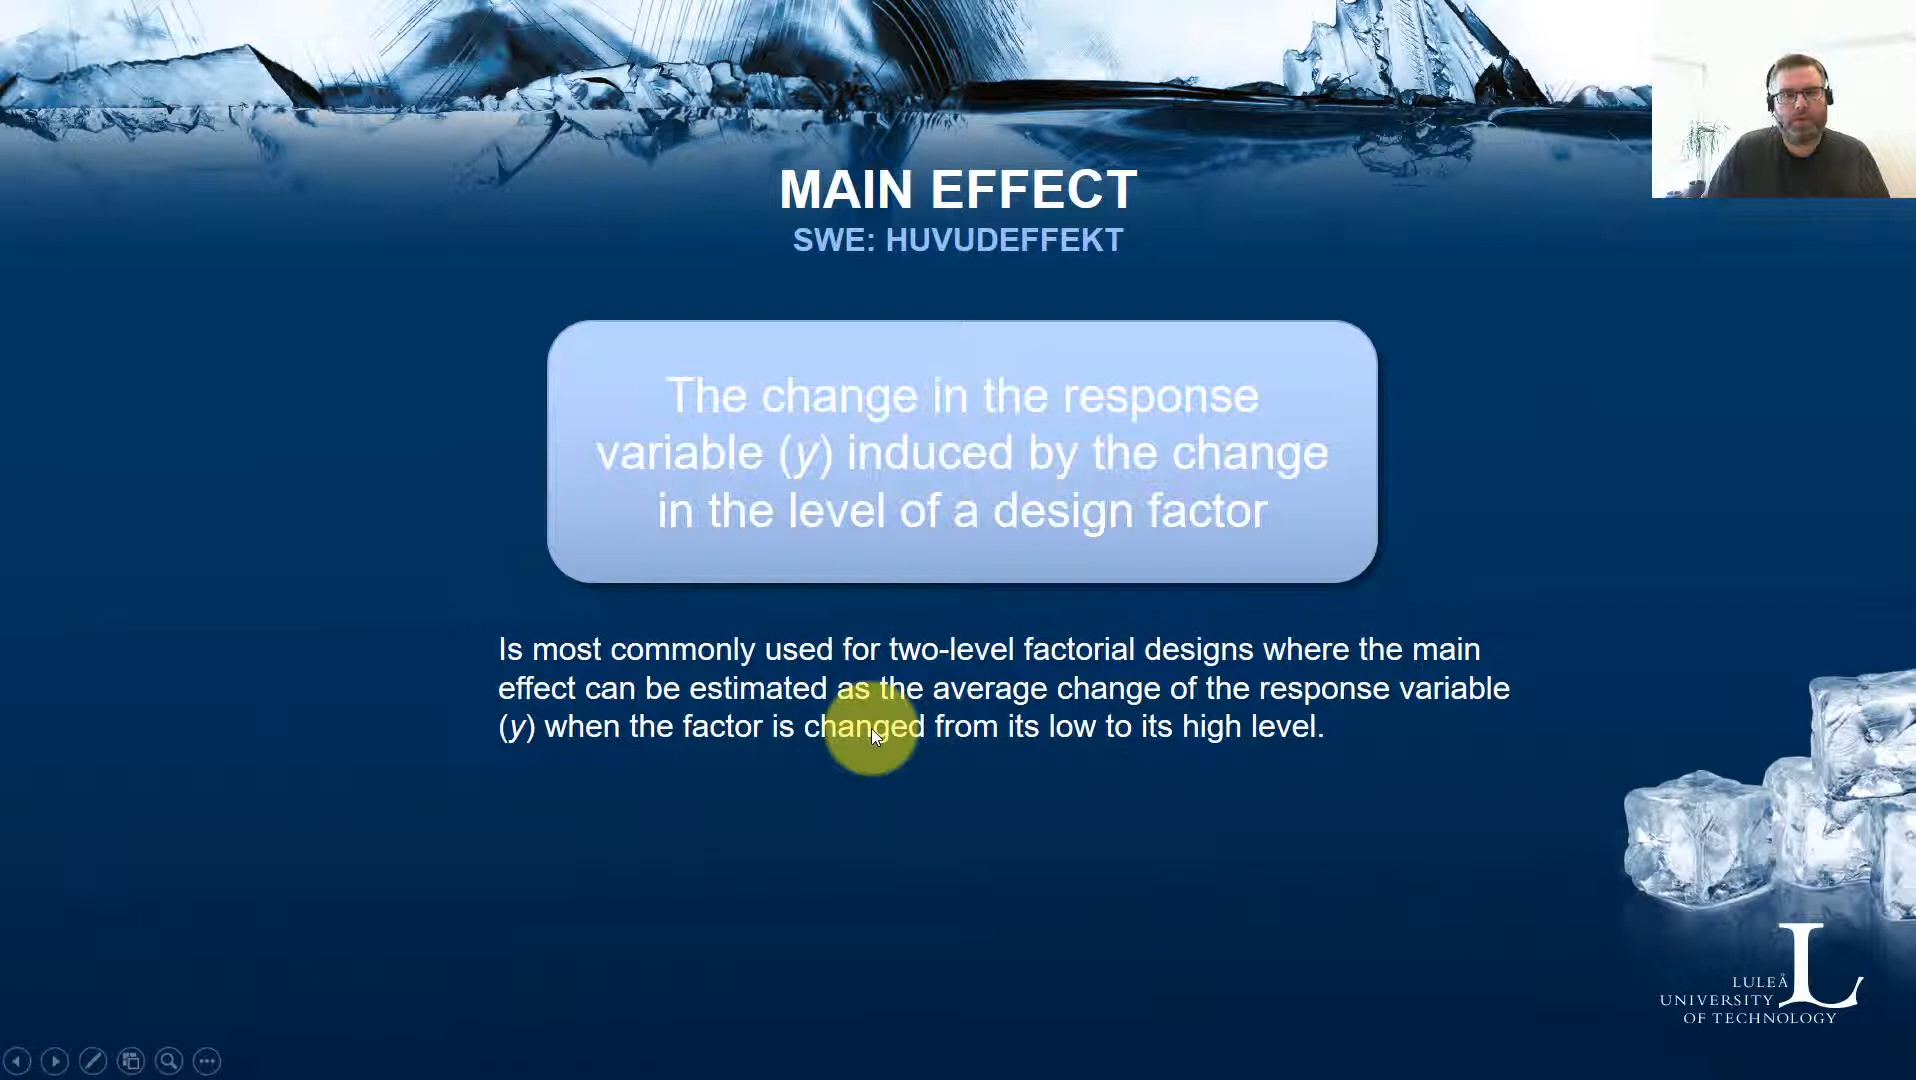 MAIN EFFECT
SWE: HUVUDEFFEKT
The change in the response
variable (y) induced by the change
in the level of a design factor
Is most commonly used for two-level factorial designs where the main
effect can be estimated as the average change of the response variable
(y) when the factor is changed from its low to its high level.
LULEÅ
UNIVERSITY
OF TECHNOLOGY
L